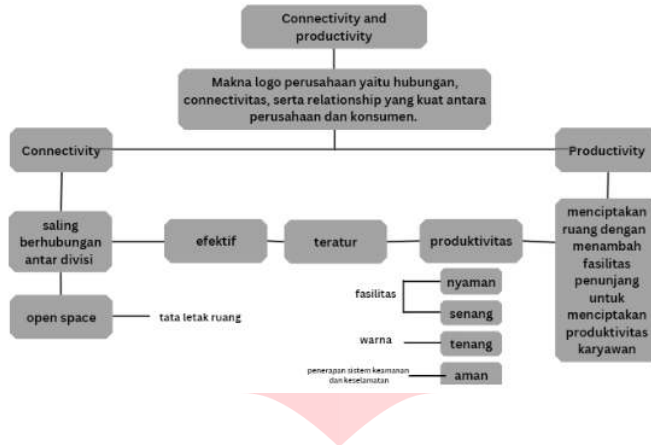 Connectivity and
productivity
Makna logo perusahaan yaitu hubungan,
connectivitas, serta relationship yang kuat antara
perusahaan dan konsumen.
Connectivity
Productivity
saling
berhubungan
antar divisi
efektif
teratur
produktivitas
menciptakan
ruang dengan
menambah
fasilitas
penunjang
untuk
menciptakan
produktivitas
karyawan
open space
tata letak ruang
fasilitas
nyaman
senang
warna
tenang
penerapan sistem keamanan
dan keselamatan
aman